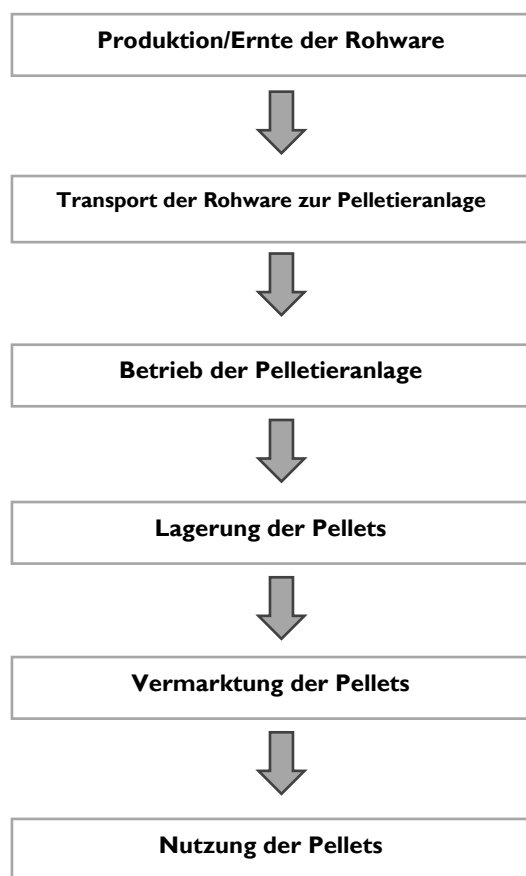 Produktion/Ernte der Rohware
Transport der Rohware zur Pelletieranlage
Betrieb der Pelletieranlage
Lagerung der Pellets
Vermarktung der Pellets
Nutzung der Pellets